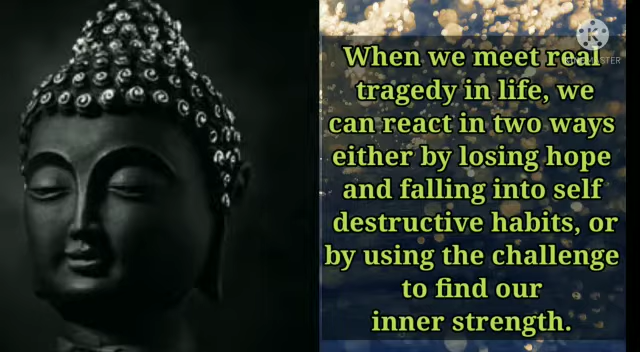 When we meet real
tragedy in life, we
can react in two ways
either by losing hope
and falling into self
destructive habits, or
by using the challenge
to find our
inner strength.